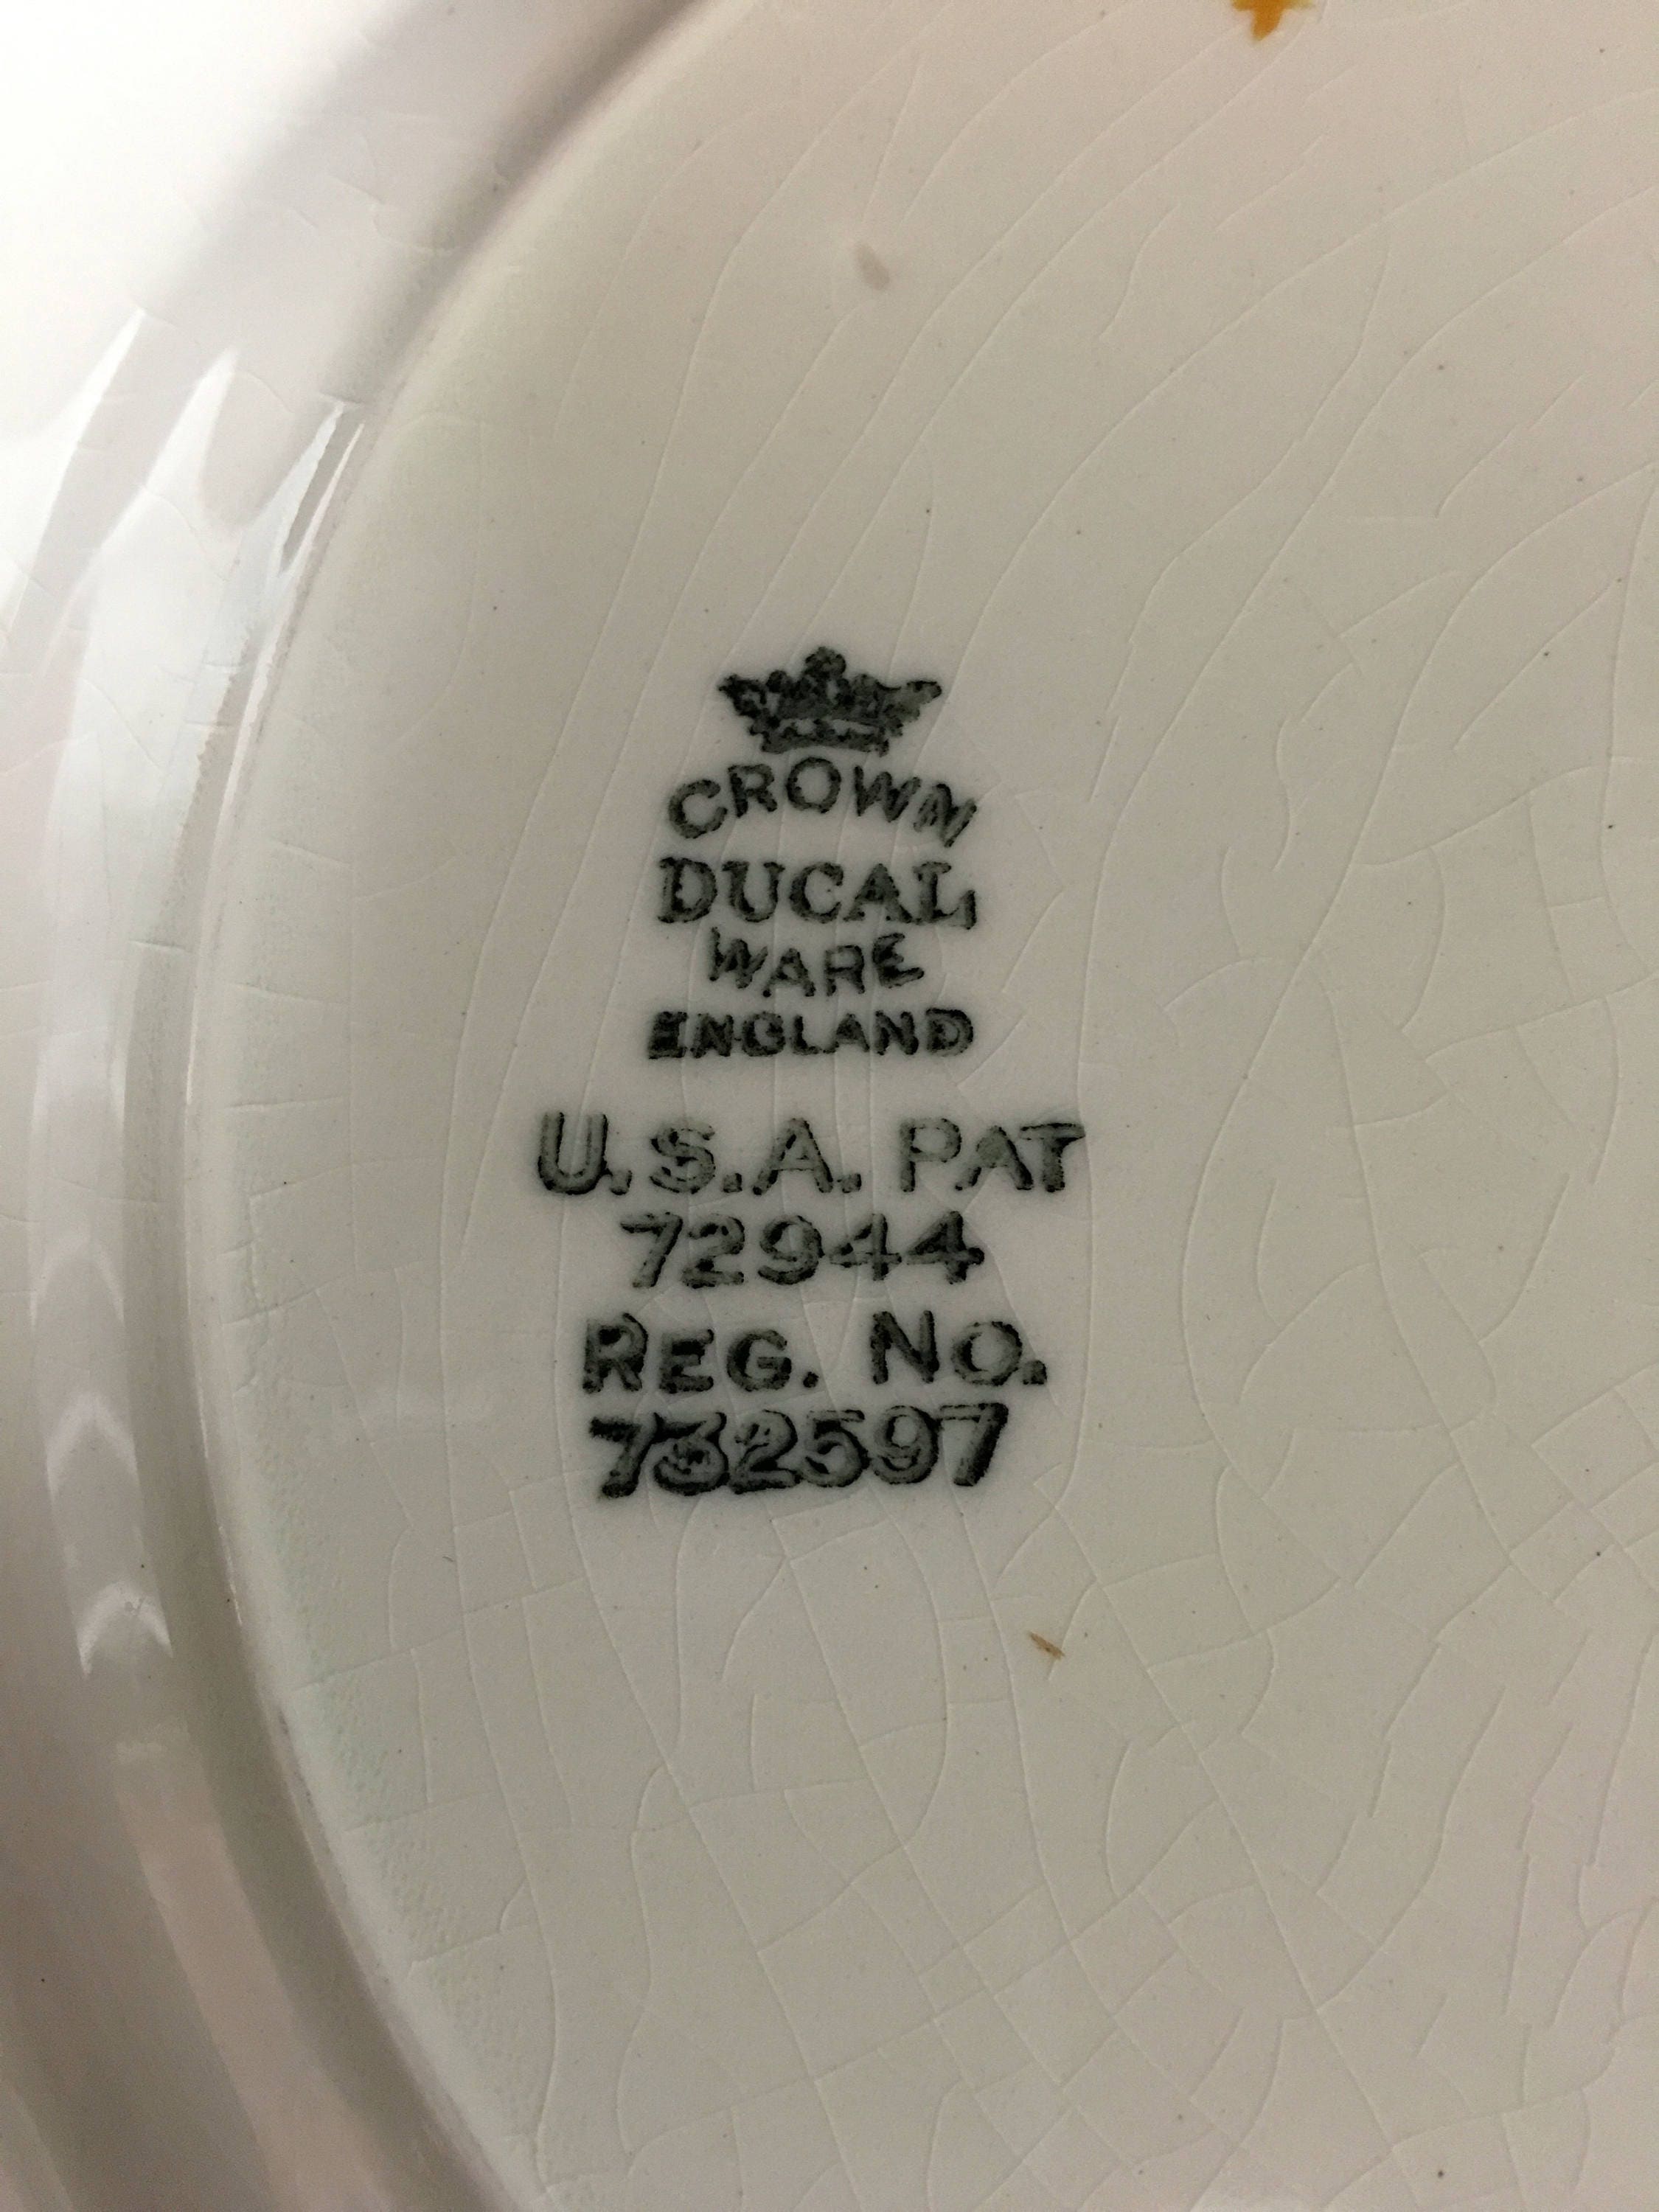 CROWN
DUCAL
WARE
ENGLAND
U.S.A. PAT
72944
REG. NO.
732597